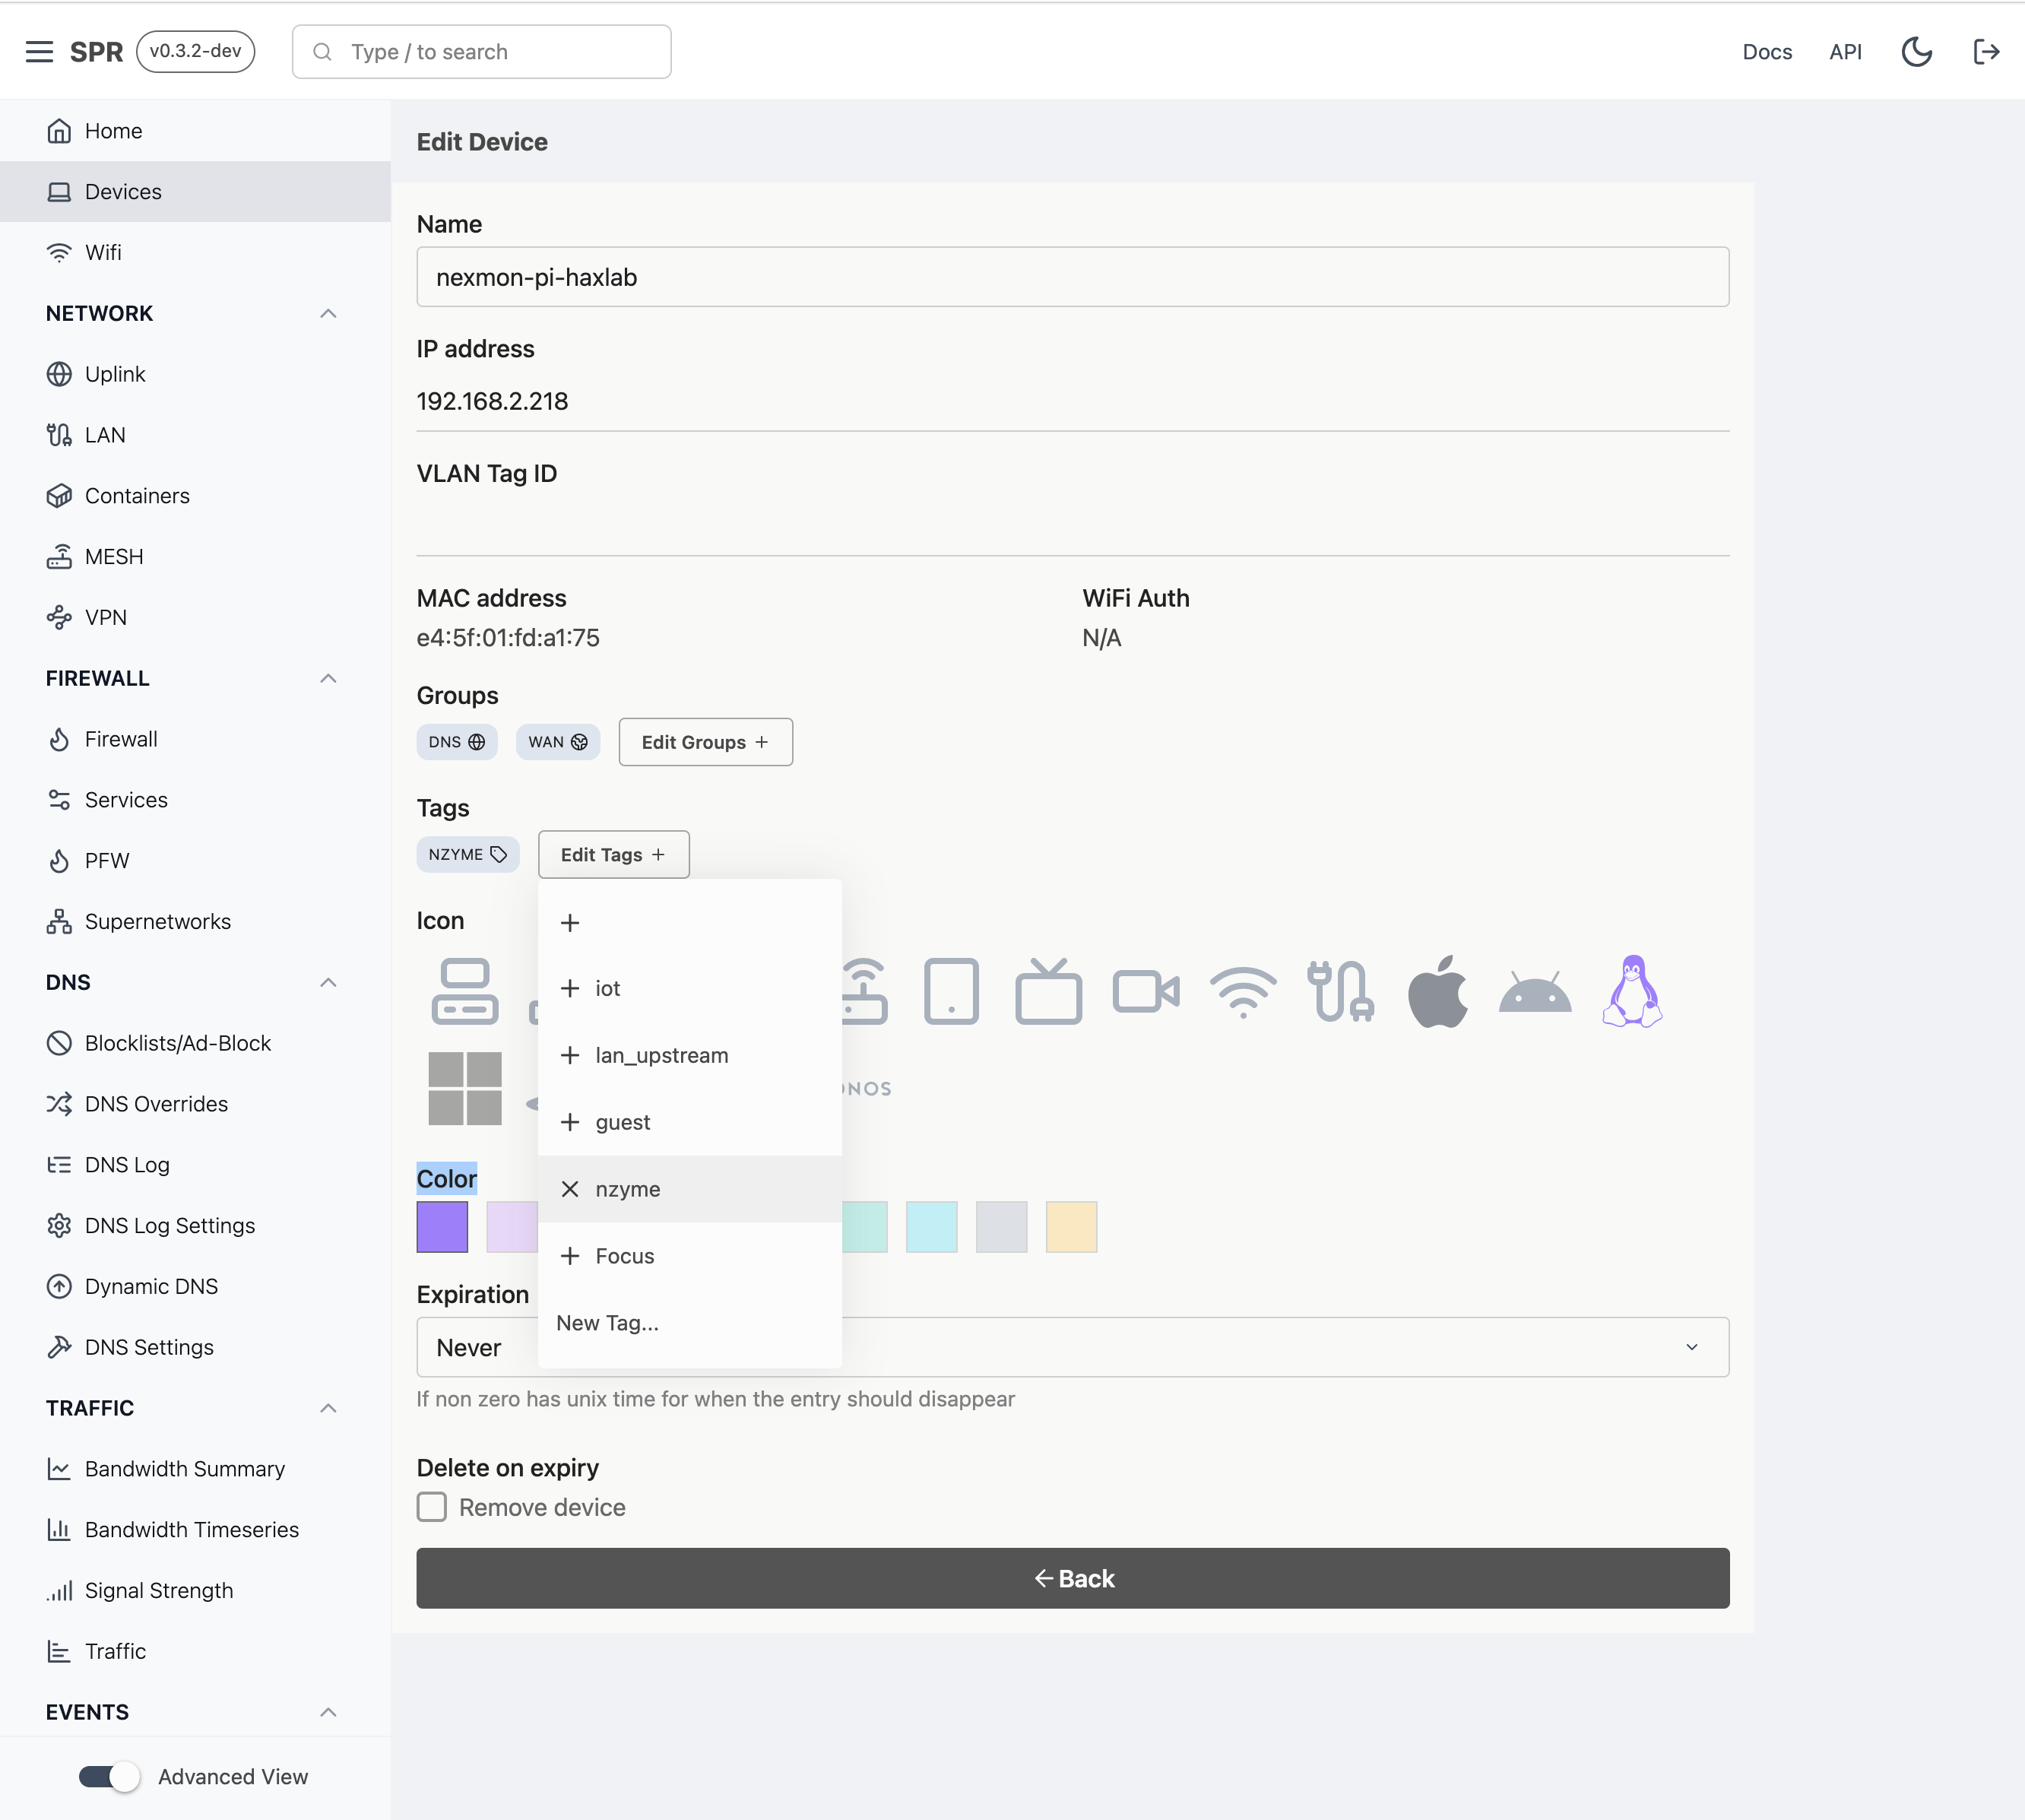 SPR v0.3.2-dev Type / to search Docs API
Home
Devices
Wifi
NETWORK
Uplink
LAN
Containers
MESH
VPN
FIREWALL
Firewall
Services
PFW
Supernetworks
DNS
Blocklists/Ad-Block
DNS Overrides
DNS Log
DNS Log Settings
Dynamic DNS
DNS Settings
TRAFFIC
Bandwidth Summary
Bandwidth Timeseries
Signal Strength
Traffic
EVENTS
Advanced View
Edit Device
Name
nexmon-pi-haxlab
IP address
192.168.2.218
VLAN Tag ID
MAC address WiFi Auth
e4:5f:01:fd:a1:75 N/A
Groups
DNS WAN Edit Groups +
Tags
NZYME Edit Tags +
+
+ iot
+ lan_upstream
+ guest
× nzyme
+ Focus
New Tag...
Icon
Color
Expiration
Never
If non zero has unix time for when the entry should disappear
Delete on expiry
Remove device
← Back